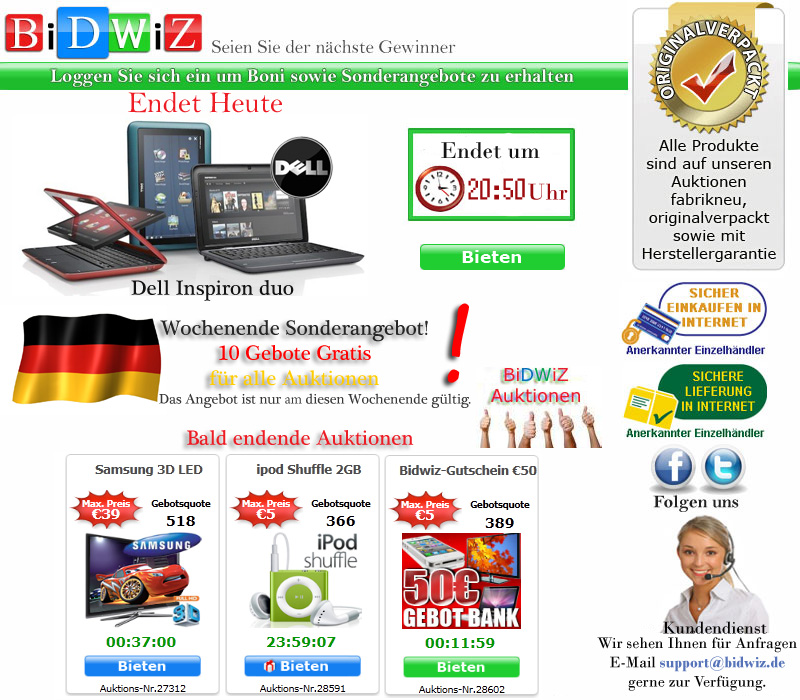 BiDWiZ
Seien Sie der nächste Gewinner
Loggen Sie sich ein um Boni sowie Sonderangebote zu erhalten
Endet Heute
DELL
Dell Inspiron duo
Endet um
20:50 Uhr
Bieten
ORIGINALVERPACKT
Alle Produkte
sind auf unseren
Auktionen
fabrikneu,
originalverpackt
sowie mit
Herstellergarantie
Wochenende Sonderangebot!
10 Gebote Gratis
für alle Auktionen
Das Angebot ist nur am diesen Wochenende gültig.
!
BiDWiZ
Auktionen
SICHER
EINKAUFEN IN
INTERNET
Anerkannter Einzelhändler
SICHERE
LIEFERUNG
IN INTERNET
Anerkannter Einzelhändler
Folgen uns
Kundendienst
Wir sehen Ihnen für Anfragen
E-Mail support@bidwiz.de
gerne zur Verfügung.
Bald endende Auktionen
Samsung 3D LED
Max. Preis
€39
Gebotsquote
518
SAMSUNG
FULL HD
3D
00:37:00
Bieten
Auktions-Nr.27312
ipod Shuffle 2GB
Max. Preis
€5
Gebotsquote
366
iPod
shuffle
MENU
23:59:07
Bieten
Auktions-Nr.28591
Bidwiz-Gutschein €50
Max. Preis
€5
Gebotsquote
389
50€
GEBOT BANK
00:11:59
Bieten
Auktions-Nr.28602